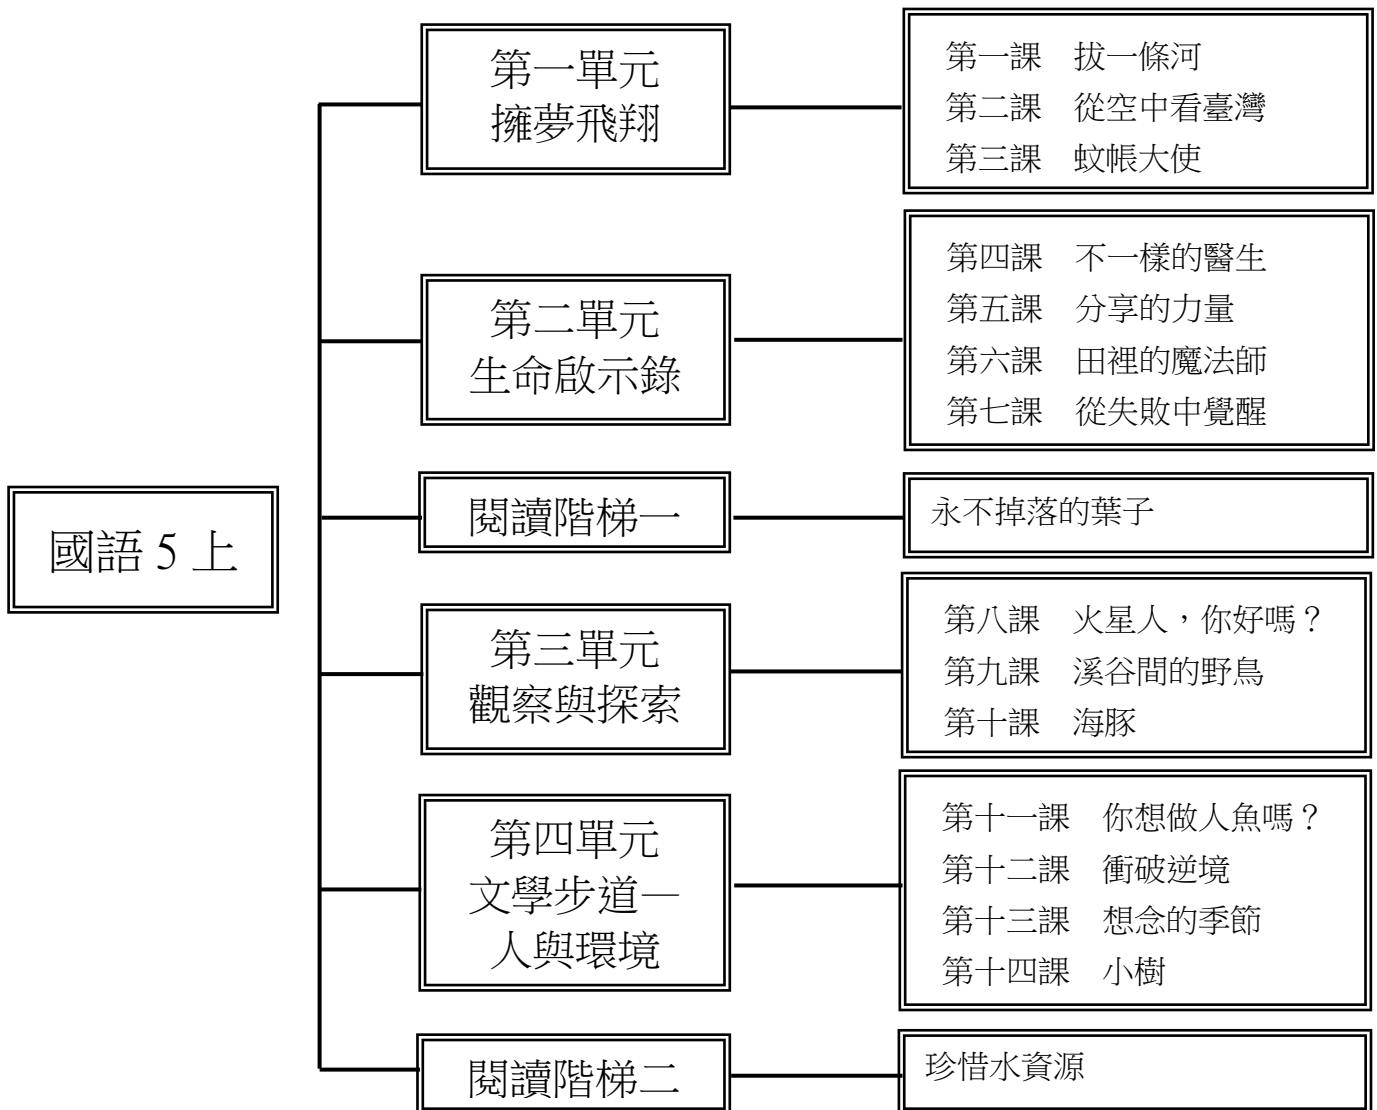 國語 5 上
第一單元
擁夢飛翔
第一課　拔一條河
第二課　從空中看臺灣
第三課　蚊帳大使
第二單元
生命啟示錄
第四課　不一樣的醫生
第五課　分享的力量
第六課　田裡的魔法師
第七課　從失敗中覺醒
閱讀階梯一
永不掉落的葉子
第三單元
觀察與探索
第八課　火星人，你好嗎？
第九課　溪谷間的野鳥
第十課　海豚
第四單元
文學步道—
人與環境
第十一課　你想做人魚嗎？
第十二課　衝破逆境
第十三課　想念的季節
第十四課　小樹
閱讀階梯二
珍惜水資源